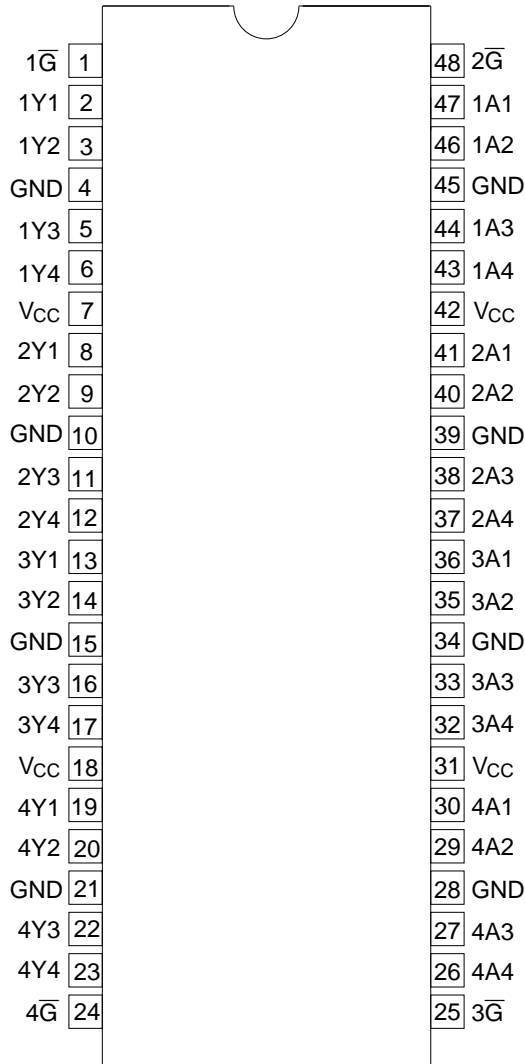 1G̅ 1 48 2G̅
1Y1 2 47 1A1
1Y2 3 46 1A2
GND 4 45 GND
1Y3 5 44 1A3
1Y4 6 43 1A4
VCC 7 42 VCC
2Y1 8 41 2A1
2Y2 9 40 2A2
GND 10 39 GND
2Y3 11 38 2A3
2Y4 12 37 2A4
3Y1 13 36 3A1
3Y2 14 35 3A2
GND 15 34 GND
3Y3 16 33 3A3
3Y4 17 32 3A4
VCC 18 31 VCC
4Y1 19 30 4A1
4Y2 20 29 4A2
GND 21 28 GND
4Y3 22 27 4A3
4Y4 23 26 4A4
4G̅ 24 25 3G̅